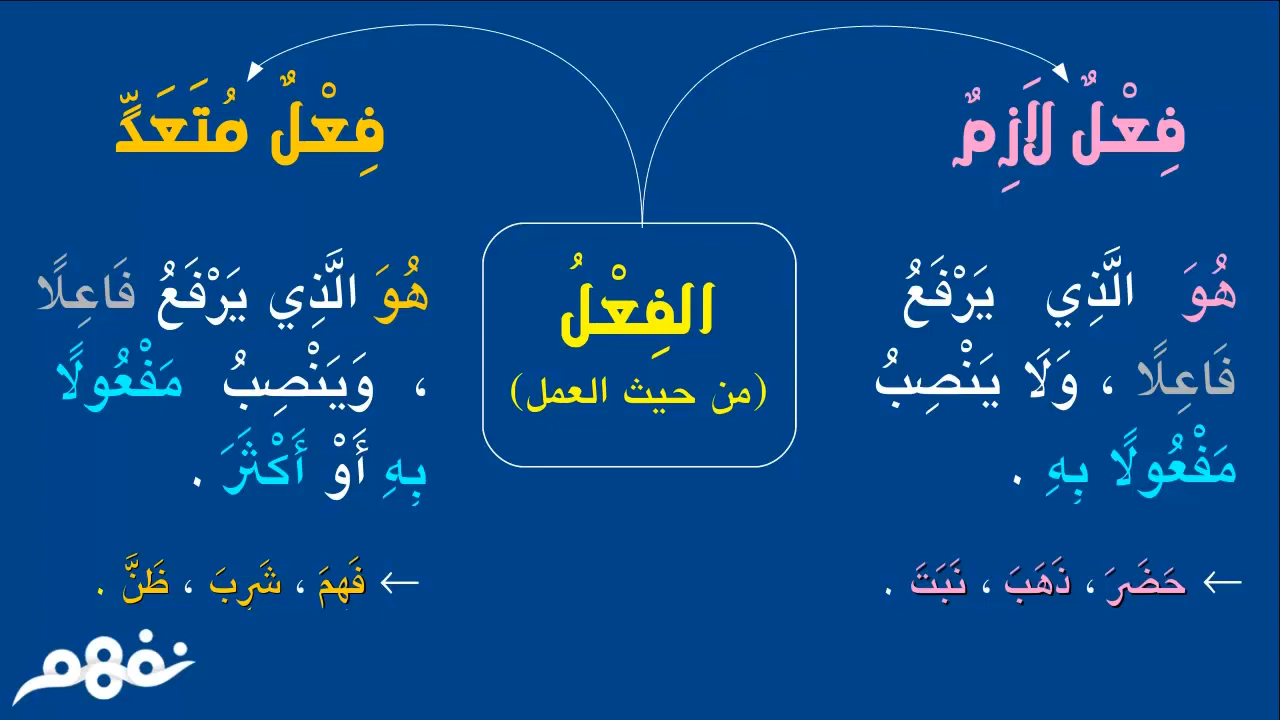 الفِعْلُ
(من حيث العمل)
فِعْلٌ لَازِمٌ
هُوَ الَّذِي يَرْفَعُ
فَاعِلًا ، وَلَا يَنْصِبُ
مَفْعُولًا بِهِ .
← حَضَرَ ، ذَهَبَ ، نَبَتَ .
فِعْلٌ مُتَعَدٍّ
هُوَ الَّذِي يَرْفَعُ فَاعِلًا
، وَيَنْصِبُ مَفْعُولًا
بِهِ أَوْ أَكْثَرَ .
← فَهِمَ ، شَرِبَ ، ظَنَّ .
نفهم